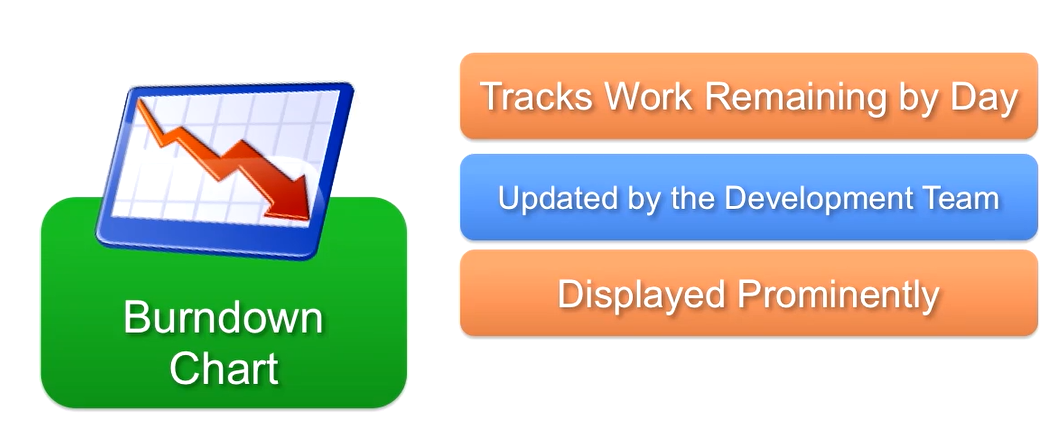 Burndown
Chart
Tracks Work Remaining by Day
Updated by the Development Team
Displayed Prominently